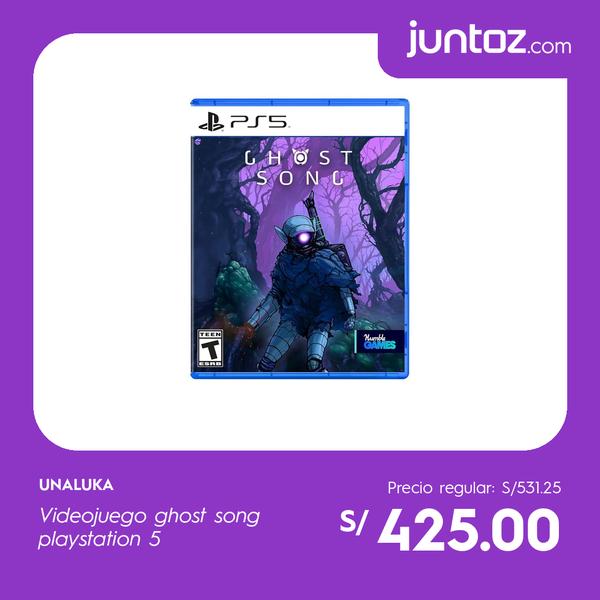 juntoz.com
PS5
GHOST
SONG
TEEN
T
ESRB
Humble
GAMES
UNALUKA
Videojuego ghost song
playstation 5
Precio regular: S/531.25
S/ 425.00